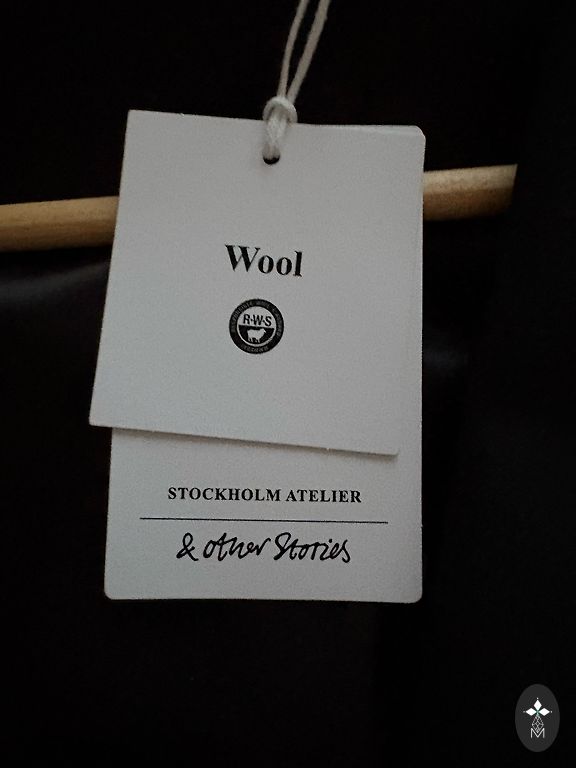 Wool
R·W·S
STOCKHOLM ATELIER
& other Stories